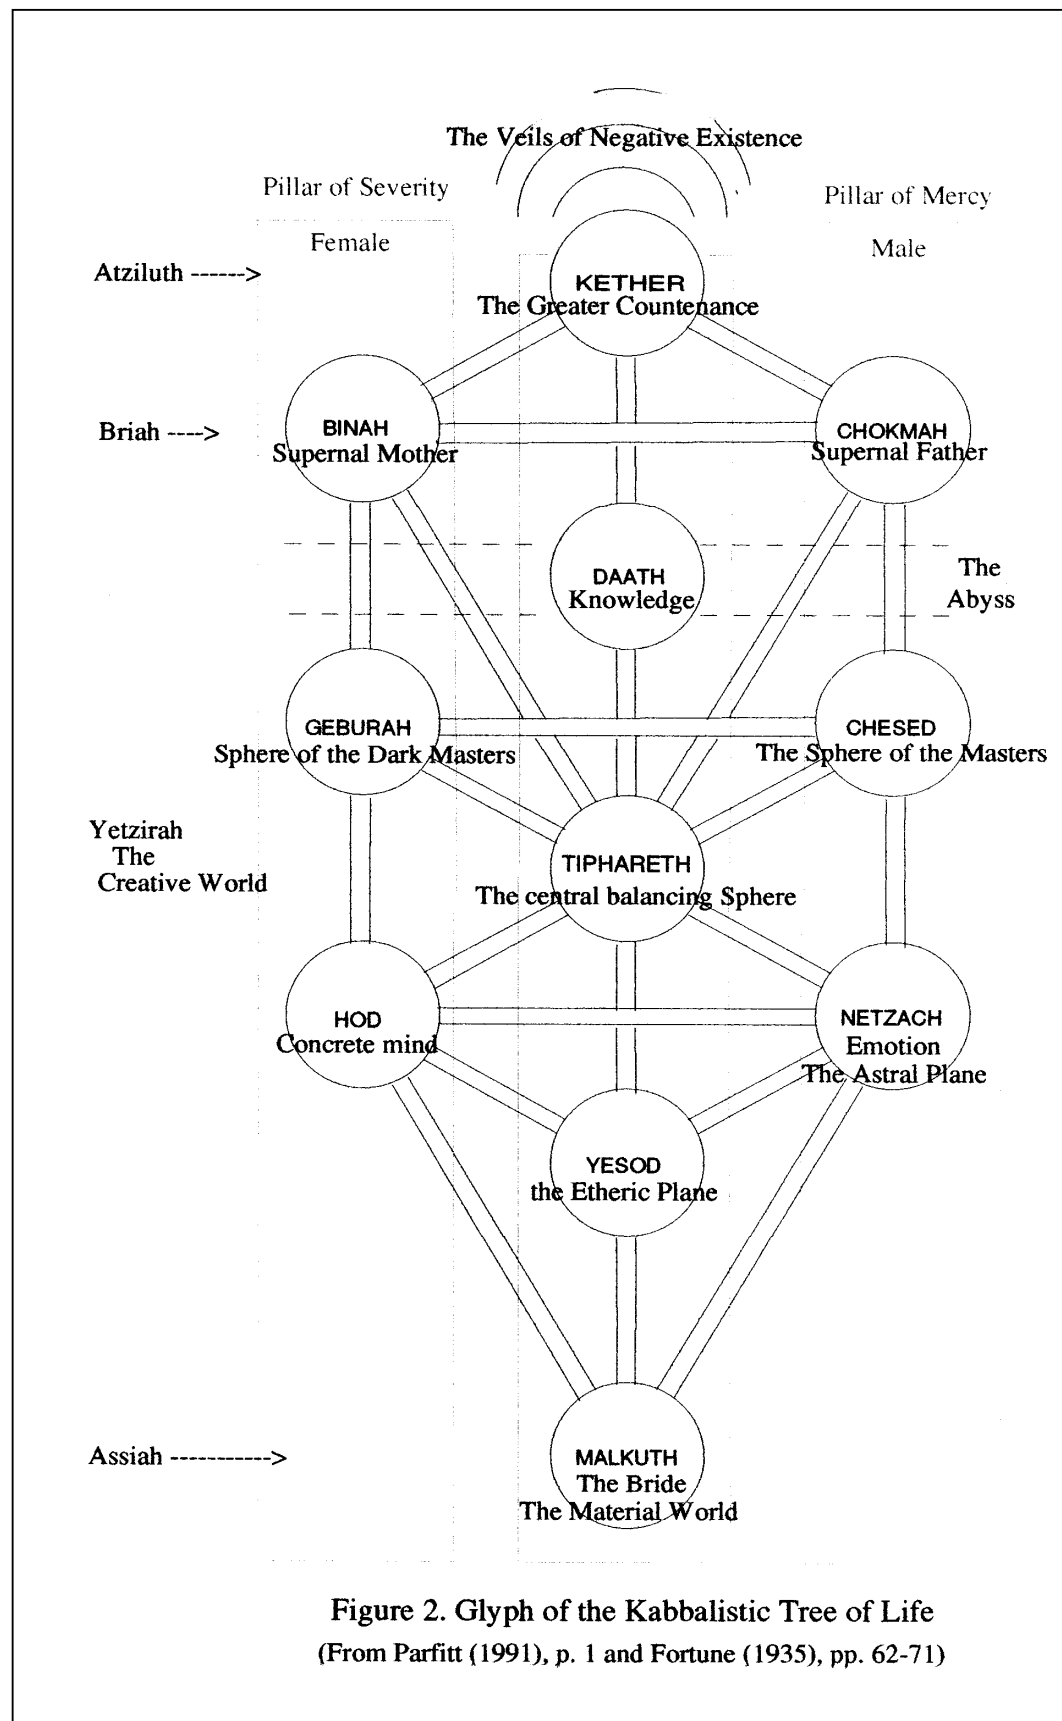 The Veils of Negative Existence
Pillar of Severity
Pillar of Mercy
Female
Male
Atziluth ------>
KETHER
The Greater Countenance
Briah ---->
BINAH
Supernal Mother
CHOKMAH
Supernal Father
DAATH
Knowledge
The
Abyss
GEBURAH
Sphere of the Dark Masters
CHESED
The Sphere of the Masters
Yetzirah
The
Creative World
TIPHARETH
The central balancing Sphere
HOD
Concrete mind
NETZACH
Emotion
The Astral Plane
YESOD
the Etheric Plane
Assiah ----------->
MALKUTH
The Bride
The Material World
Figure 2. Glyph of the Kabbalistic Tree of Life
(From Parfitt (1991), p. 1 and Fortune (1935), pp. 62-71)